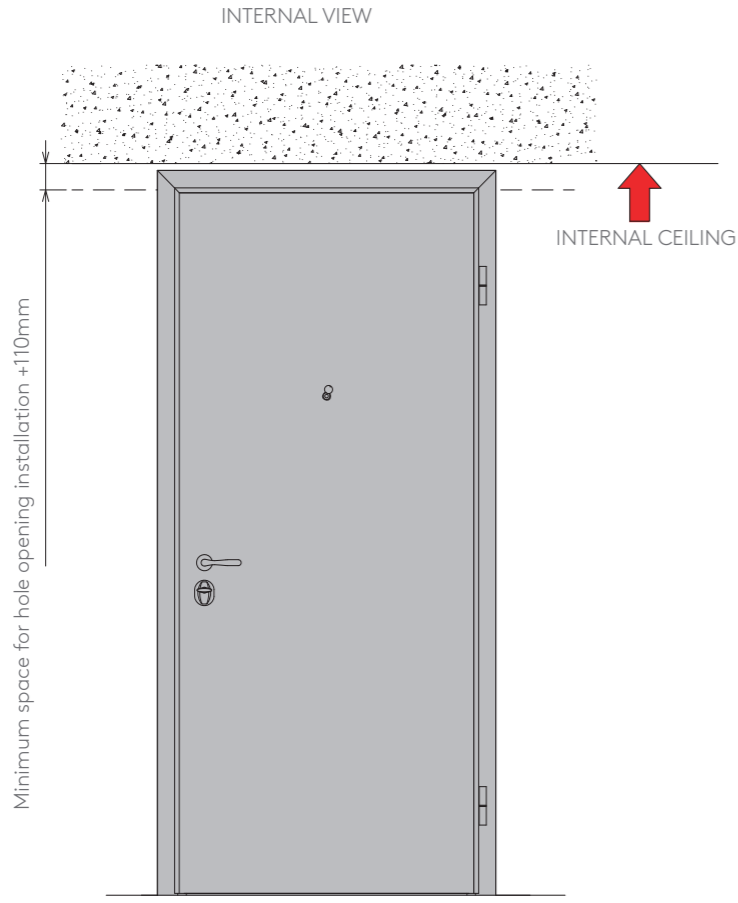 INTERNAL VIEW
INTERNAL CEILING
Minimum space for hole opening installation +110mm